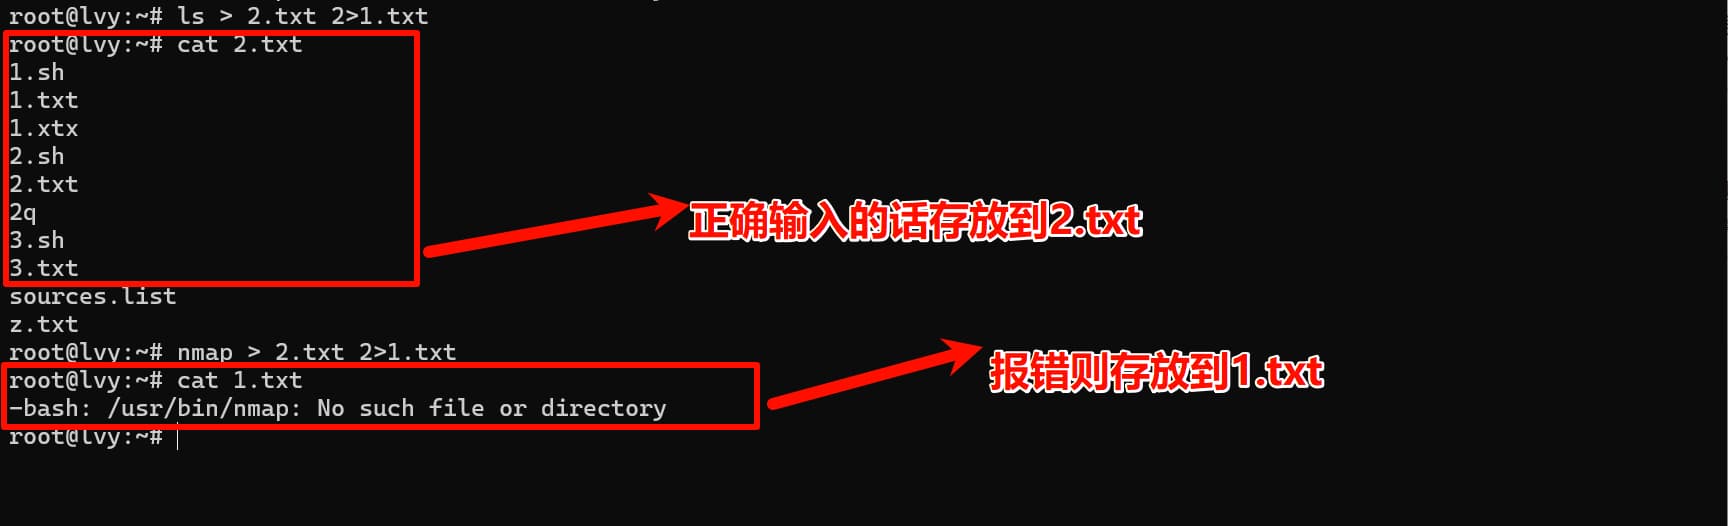 root@lvy:~# ls > 2.txt 2>1.txt
root@lvy:~# cat 2.txt
1.sh
1.txt
1.xtx
2.sh
2.txt
2q
3.sh
3.txt
正确输入的话存放到2.txt
sources.list
z.txt
root@lvy:~# nmap > 2.txt 2>1.txt
root@lvy:~# cat 1.txt
-bash: /usr/bin/nmap: No such file or directory
报错则存放到1.txt
root@lvy:~#